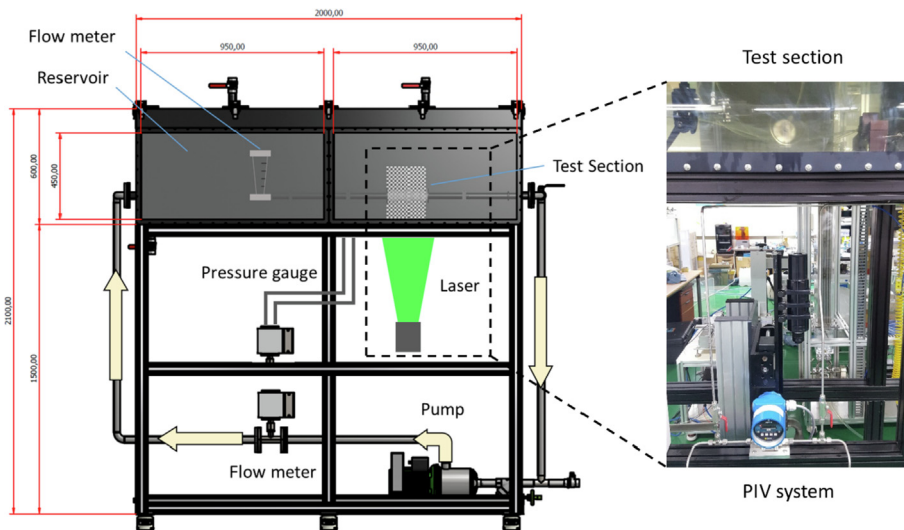 2000,00
Flow meter
950,00
950,00
Reservoir
Test section
600,00
450,00
Test Section
Pressure gauge
Laser
2100,00
1500,00
Pump
Flow meter
PIV system